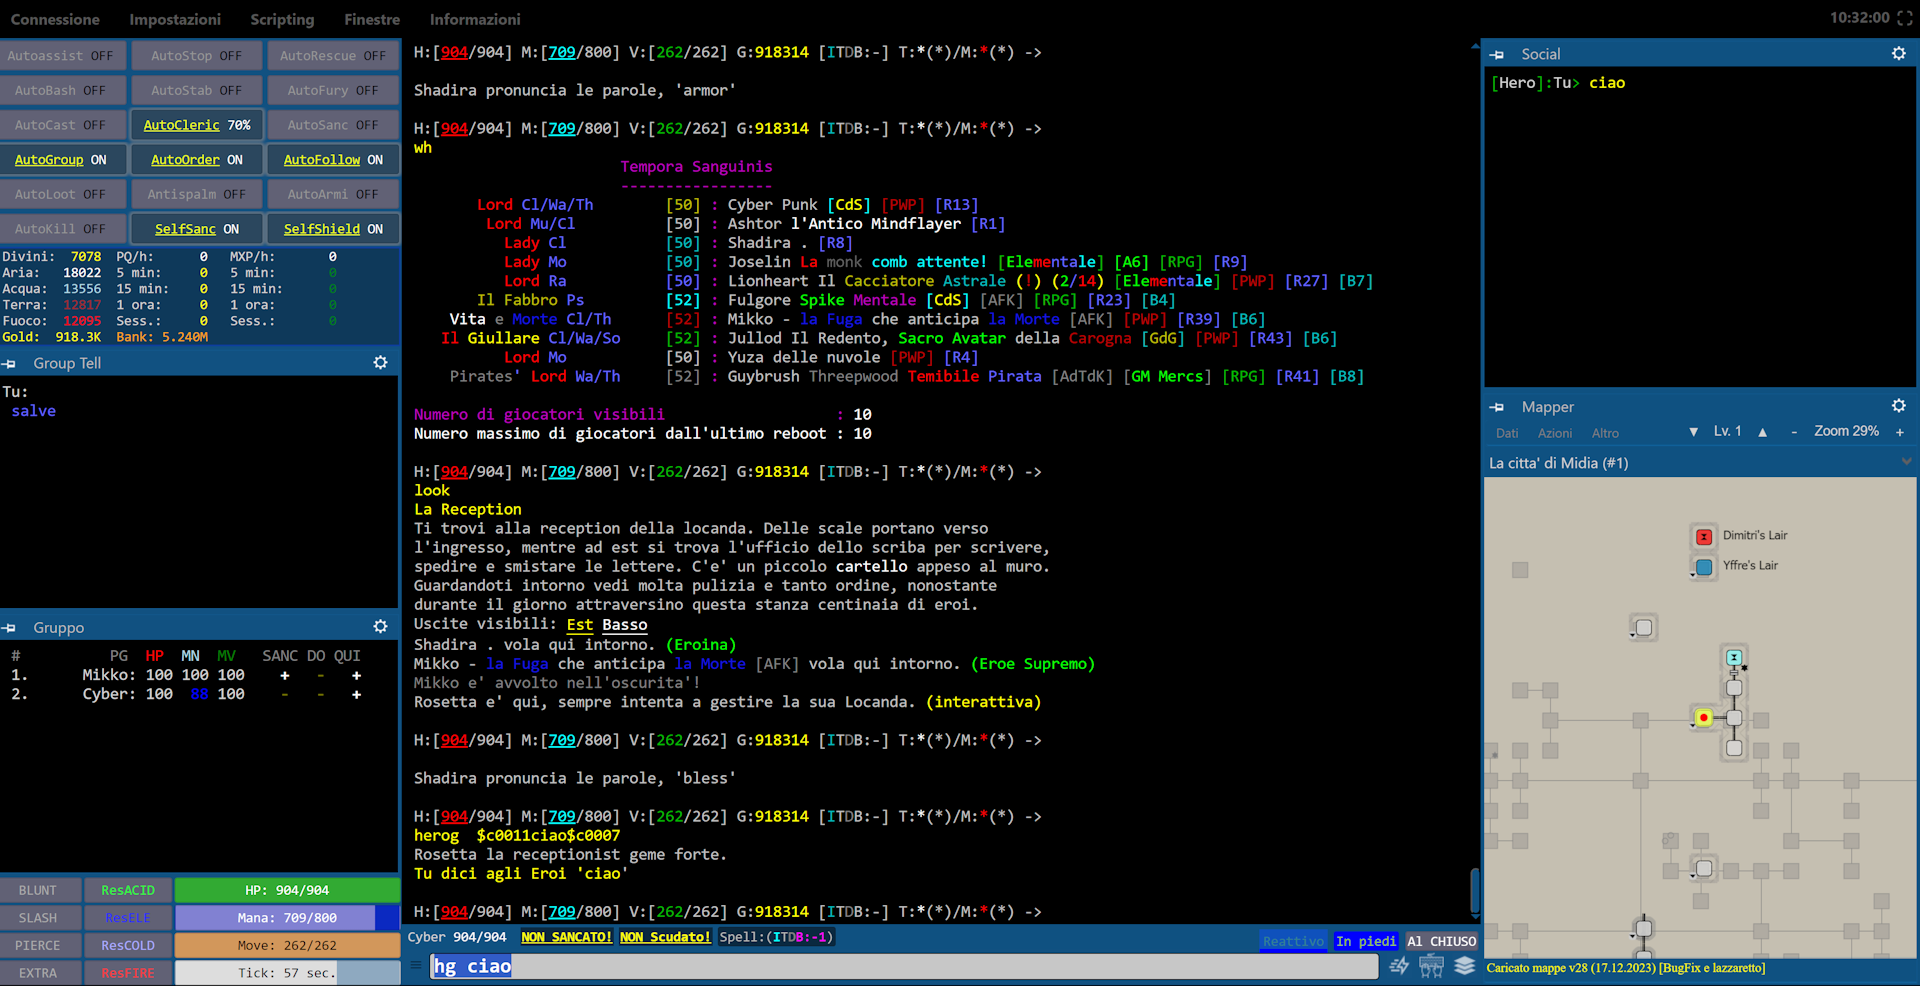 Connessione Impostazioni Scripting Finestre Informazioni 10:32:00
Autoassist OFF AutoStop OFF AutoRescue OFF
AutoBash OFF AutoStab OFF AutoFury OFF
AutoCast OFF AutoCleric 70% AutoSanc OFF
AutoGroup ON AutoOrder ON AutoFollow ON
AutoLoot OFF Antispalm OFF AutoArmi OFF
AutoKill OFF SelfSanc ON SelfShield ON
Divini: 7078 PQ/h: 0 MXP/h: 0
Aria: 18022 5 min: 0 5 min: 0
Acqua: 13556 15 min: 0 15 min: 0
Terra: 12817 1 ora: 0 1 ora: 0
Fuoco: 12095 Sess.: 0 Sess.: 0
Gold: 918.3K Bank: 5.240M
Group Tell
Tu:
salve
Gruppo
# PG HP MN MV SANC DO QUI
1. Mikko: 100 100 100 + - +
2. Cyber: 100 88 100 - - +
BLUNT ResACID HP: 904/904
SLASH ResELE Mana: 709/800
PIERCE ResCOLD Move: 262/262
EXTRA ResFIRE Tick: 57 sec.
H:[904/904] M:[709/800] V:[262/262] G:918314 [ITDB:-] T:*(*)/M:*(*) ->
Shadira pronuncia le parole, 'armor'
H:[904/904] M:[709/800] V:[262/262] G:918314 [ITDB:-] T:*(*)/M:*(*) ->
wh
Tempora Sanguinis
-----------------
Lord Cl/Wa/Th [50] : Cyber Punk [CdS] [PWP] [R13]
Lord Mu/Cl [50] : Ashtor l'Antico Mindflayer [R1]
Lady Cl [50] : Shadira . [R8]
Lady Mo [50] : Joselin La monk comb attente! [Elementale] [A6] [RPG] [R9]
Lord Ra [50] : Lionheart Il Cacciatore Astrale (!) (2/14) [Elementale] [PWP] [R27] [B7]
Il Fabbro Ps [52] : Fulgore Spike Mentale [CdS] [AFK] [RPG] [R23] [B4]
Vita e Morte Cl/Th [52] : Mikko - la Fuga che anticipa la Morte [AFK] [PWP] [R39] [B6]
Il Giullare Cl/Wa/So [52] : Jullod Il Redento, Sacro Avatar della Carogna [GdG] [PWP] [R43] [B6]
Lord Mo [50] : Yuza delle nuvole [PWP] [R4]
Pirates' Lord Wa/Th [52] : Guybrush Threepwood Temibile Pirata [AdTdK] [GM Mercs] [RPG] [R41] [B8]
Numero di giocatori visibili : 10
Numero massimo di giocatori dall'ultimo reboot : 10
H:[904/904] M:[709/800] V:[262/262] G:918314 [ITDB:-] T:*(*)/M:*(*) ->
look
La Reception
Ti trovi alla reception della locanda. Delle scale portano verso
l'ingresso, mentre ad est si trova l'ufficio dello scriba per scrivere,
spedire e smistare le lettere. C'e' un piccolo cartello appeso al muro.
Guardandoti intorno vedi molta pulizia e tanto ordine, nonostante
durante il giorno attraversino questa stanza centinaia di eroi.
Uscite visibili: Est Basso
Shadira . vola qui intorno. (Eroina)
Mikko - la Fuga che anticipa la Morte [AFK] vola qui intorno. (Eroe Supremo)
Mikko e' avvolto nell'oscurita'!
Rosetta e' qui, sempre intenta a gestire la sua Locanda. (interattiva)
H:[904/904] M:[709/800] V:[262/262] G:918314 [ITDB:-] T:*(*)/M:*(*) ->
Shadira pronuncia le parole, 'bless'
H:[904/904] M:[709/800] V:[262/262] G:918314 [ITDB:-] T:*(*)/M:*(*) ->
herog $c0011ciao$c0007
Rosetta la receptionist geme forte.
Tu dici agli Eroi 'ciao'
H:[904/904] M:[709/800] V:[262/262] G:918314 [ITDB:-] T:*(*)/M:*(*) ->
Cyber 904/904 NON SANCATO! NON Scudato! Spell:(ITDB:-1) Reattivo In piedi Al CHIUSO
hg ciao
Social
[Hero]:Tu> ciao
Mapper
Dati Azioni Altro ▼ Lv. 1 ▲ - Zoom 29% +
La citta' di Midia (#1)
Dimitri's Lair
Yffre's Lair
Caricato mappe v28 (17.12.2023) [BugFix e lazzaretto]